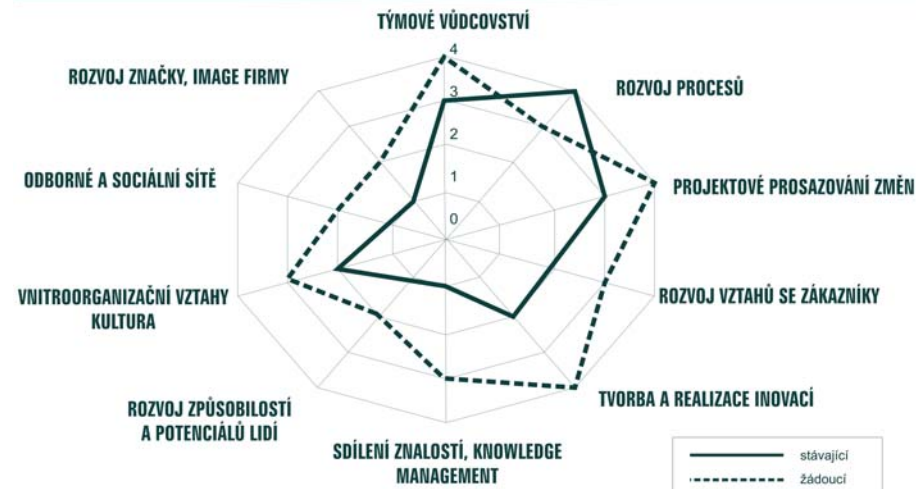 TÝMOVÉ VŮDCOVSTVÍ
4
ROZVOJ ZNAČKY, IMAGE FIRMY
ROZVOJ PROCESŮ
3
2
ODBORNÉ A SOCIÁLNÍ SÍTĚ
PROJEKTOVÉ PROSAZOVÁNÍ ZMĚN
1
0
VNITROORGANIZAČNÍ VZTAHY
KULTURA
ROZVOJ VZTAHŮ SE ZÁKAZNÍKY
TVORBA A REALIZACE INOVACÍ
ROZVOJ ZPŮSOBILOSTÍ
A POTENCIÁLŮ LIDÍ
SDÍLENÍ ZNALOSTÍ, KNOWLEDGE
MANAGEMENT
stávající
žádoucí